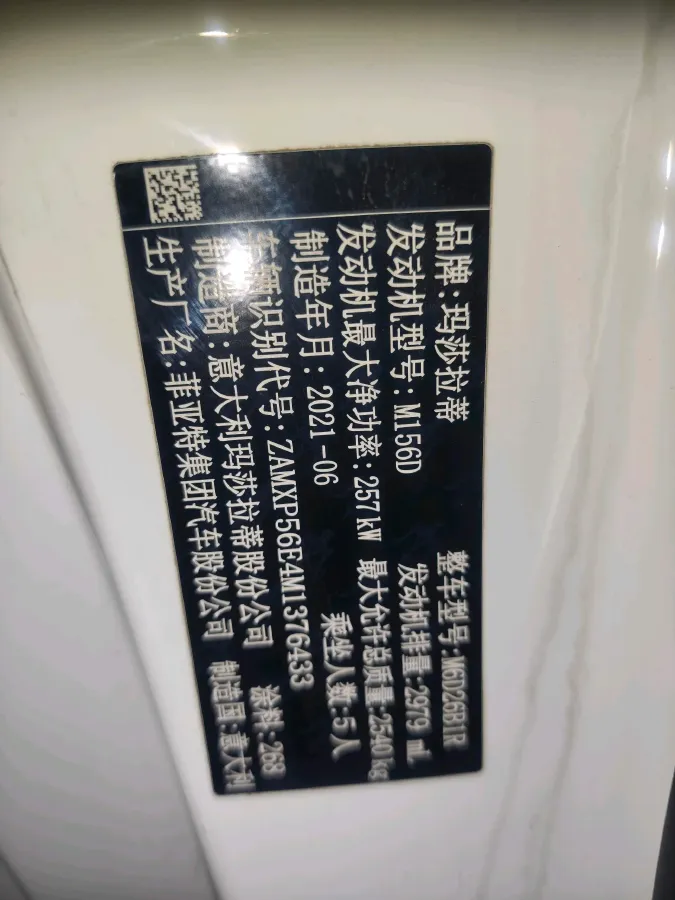 品牌:玛莎拉蒂 整车型号:M6D26B1R
发动机型号:M156D 发动机排量:2979 mL
发动机最大净功率:257kW 最大允许总质量:2540kg
制造年月:2021-06 乘坐人数:5人
车辆识别代号:ZAMXP56E4M1376433 涂料:268
制造商:意大利玛莎拉蒂股份公司 制造国:意大利
生产厂名:菲亚特集团汽车股份公司